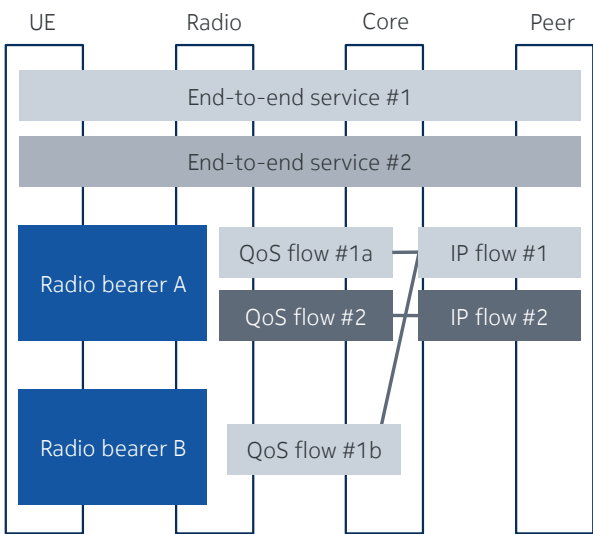 UE Radio Core Peer
End-to-end service #1
End-to-end service #2
QoS flow #1a IP flow #1
Radio bearer A
QoS flow #2 IP flow #2
Radio bearer B QoS flow #1b